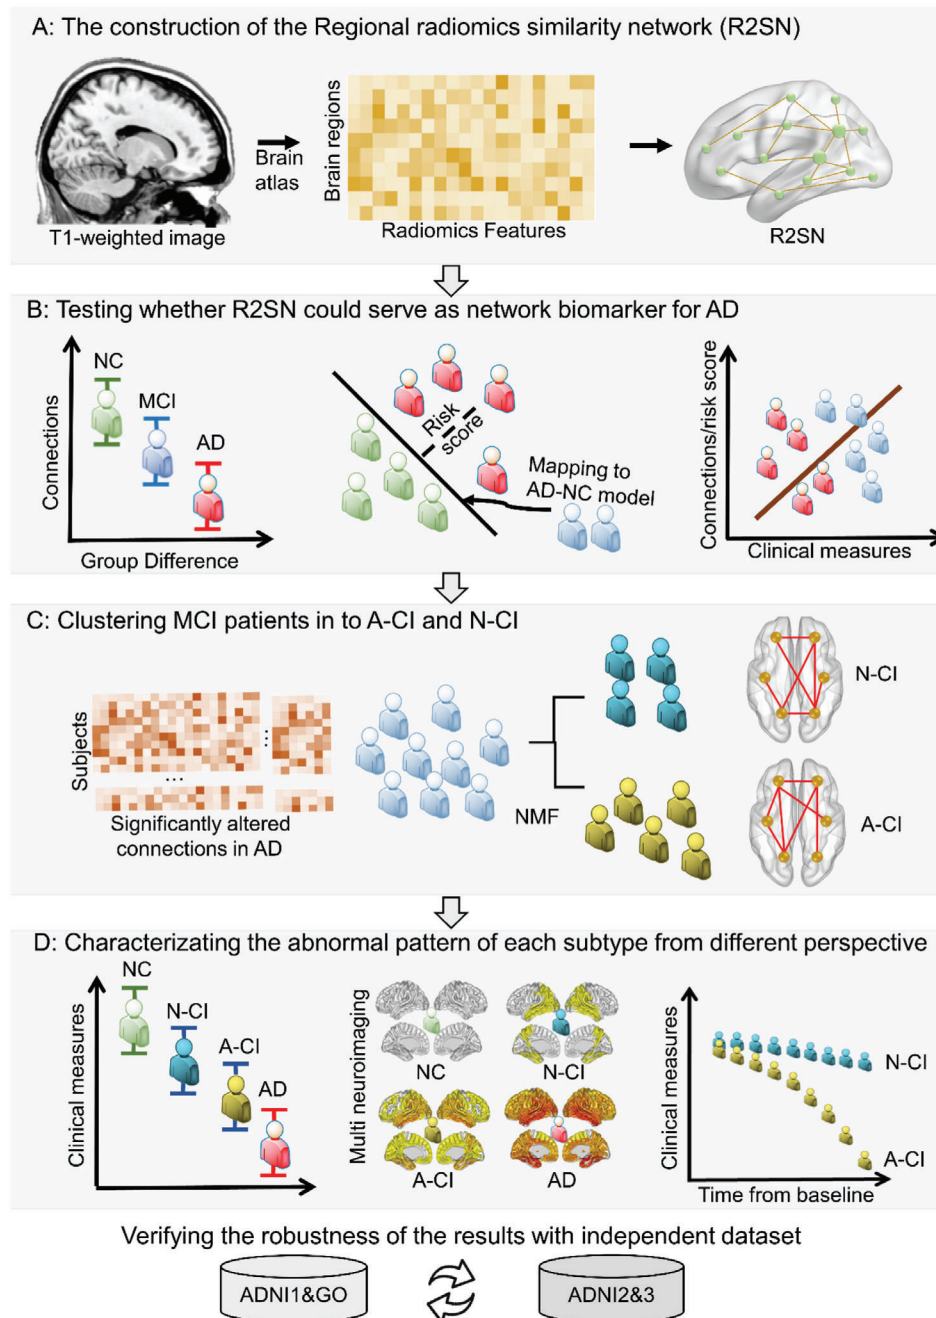 A: The construction of the Regional radiomics similarity network (R2SN)
Brain
atlas
T1-weighted image
Brain regions
Radiomics Features
R2SN
B: Testing whether R2SN could serve as network biomarker for AD
Connections
NC
MCI
AD
Group Difference
Risk
score
Mapping to
AD-NC model
Connections/risk score
Clinical measures
C: Clustering MCI patients in to A-CI and N-CI
Subjects
...
...
Significantly altered
connections in AD
NMF
N-CI
A-CI
D: Characterizating the abnormal pattern of each subtype from different perspective
Clinical measures
NC
N-CI
A-CI
AD
Multi neuroimaging
NC
N-CI
A-CI
AD
Clinical measures
N-CI
A-CI
Time from baseline
Verifying the robustness of the results with independent dataset
ADNI1&GO
ADNI2&3